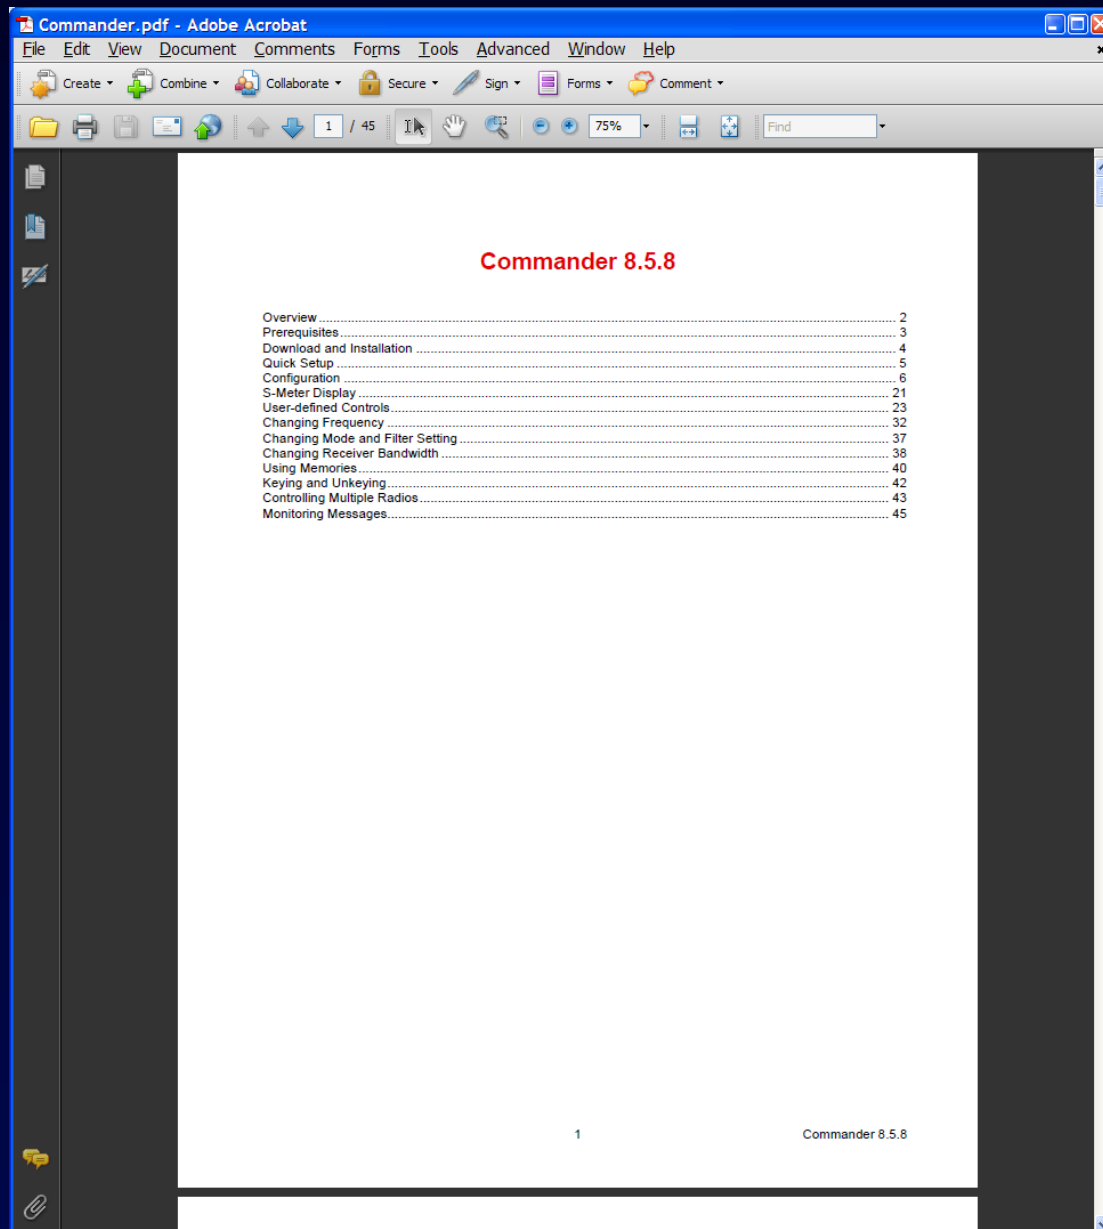 Commander.pdf - Adobe Acrobat
File Edit View Document Comments Forms Tools Advanced Window Help
Create Combine Collaborate Secure Sign Forms Comment
1 / 45 75% Find
Commander 8.5.8
Overview 2
Prerequisites 3
Download and Installation 4
Quick Setup 5
Configuration 6
S-Meter Display 21
User-defined Controls 23
Changing Frequency 32
Changing Mode and Filter Setting 37
Changing Receiver Bandwidth 38
Using Memories 40
Keying and Unkeying 42
Controlling Multiple Radios 43
Monitoring Messages 45
1 Commander 8.5.8